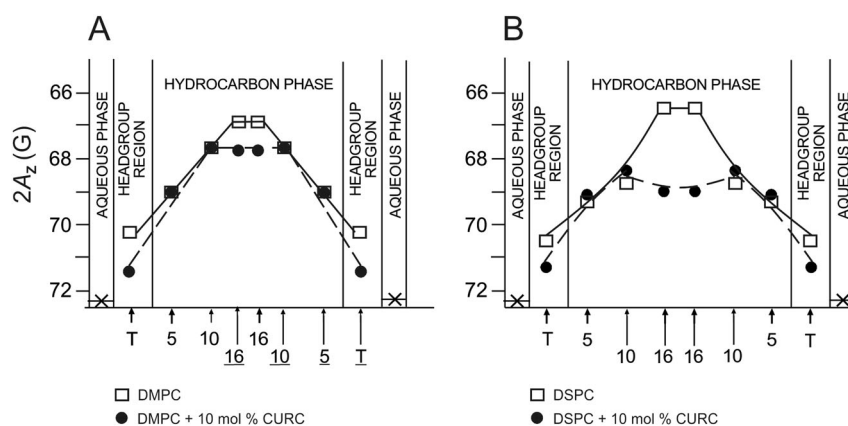 A
AQUEOUS PHASE
HEADGROUP
REGION
HYDROCARBON PHASE
HEADGROUP
REGION
AQUEOUS PHASE
2Az (G)
66
68
70
72
T
5
10
16
16
10
5
T
DMPC
DMPC + 10 mol % CURC
B
AQUEOUS PHASE
HEADGROUP
REGION
HYDROCARBON PHASE
HEADGROUP
REGION
AQUEOUS PHASE
66
68
70
72
T
5
10
16
16
10
5
T
DSPC
DSPC + 10 mol % CURC